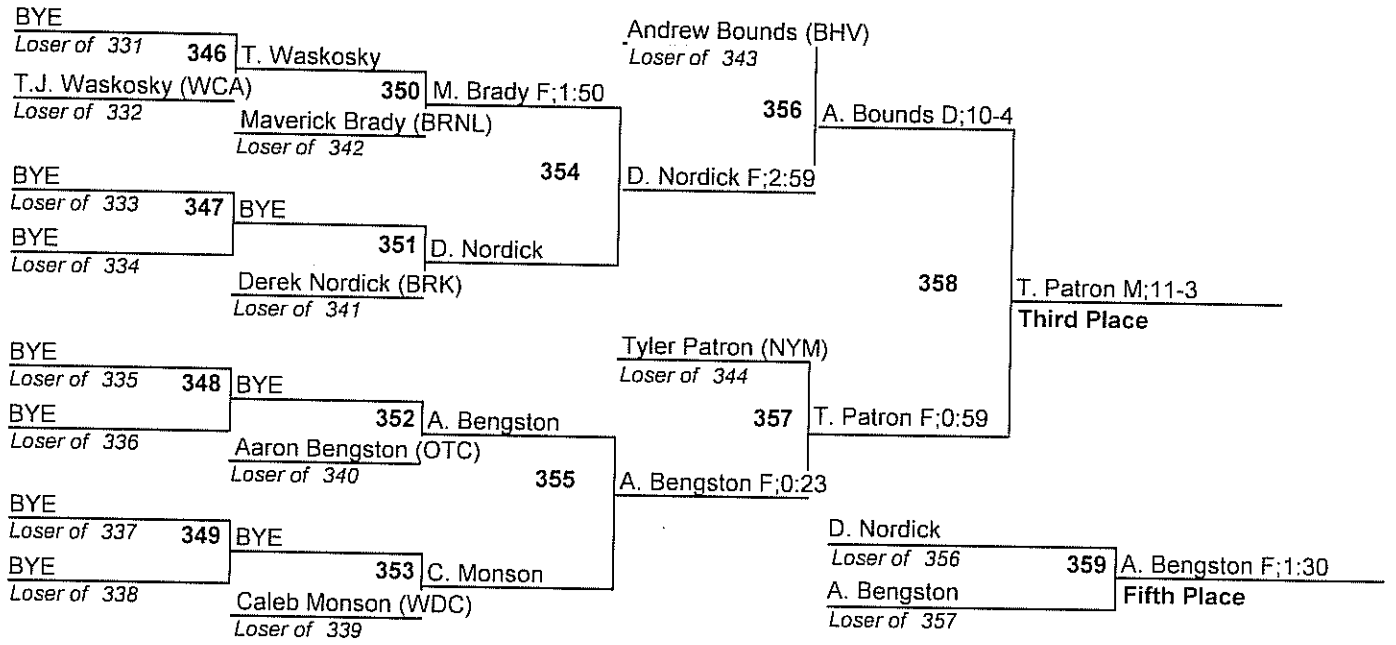 BYE
Loser of 331
346
T. Waskosky
T.J. Waskosky (WCA)
Loser of 332
350
M. Brady F;1:50
Maverick Brady (BRNL)
Loser of 342
354
D. Nordick F;2:59
BYE
Loser of 333
347
BYE
BYE
Loser of 334
351
D. Nordick
Derek Nordick (BRK)
Loser of 341
Andrew Bounds (BHV)
Loser of 343
356
A. Bounds D;10-4
358
T. Patron M;11-3
Third Place
BYE
Loser of 335
348
BYE
BYE
Loser of 336
352
A. Bengston
Aaron Bengston (OTC)
Loser of 340
355
A. Bengston F;0:23
Tyler Patron (NYM)
Loser of 344
357
T. Patron F;0:59
BYE
Loser of 337
349
BYE
BYE
Loser of 338
353
C. Monson
Caleb Monson (WDC)
Loser of 339
D. Nordick
Loser of 356
359
A. Bengston F;1:30
A. Bengston
Fifth Place
Loser of 357